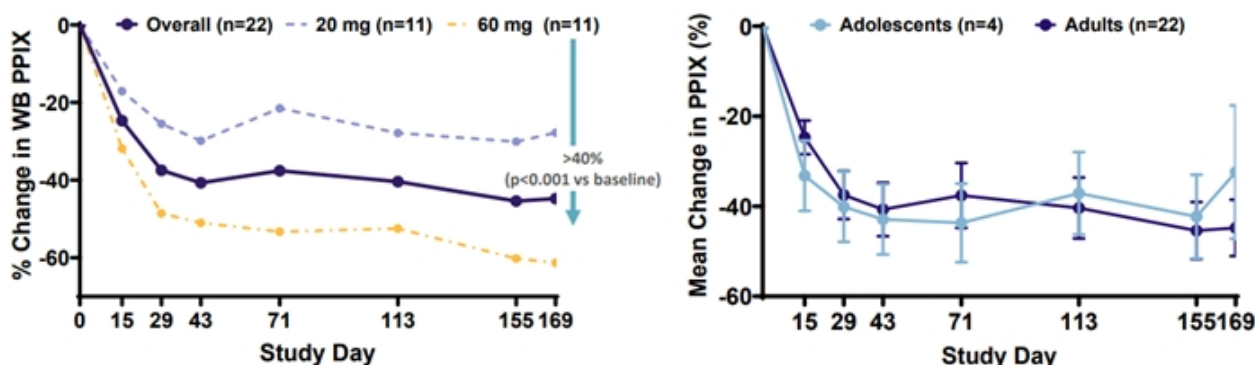 Overall (n=22) 20 mg (n=11) 60 mg (n=11)
% Change in WB PPIX
0
-20
-40
-60
>40%
(p<0.001 vs baseline)
0 15 29 43 71 113 155 169
Study Day
Adolescents (n=4) Adults (n=22)
Mean Change in PPIX (%)
0
-20
-40
-60
15 29 43 71 113 155 169
Study Day